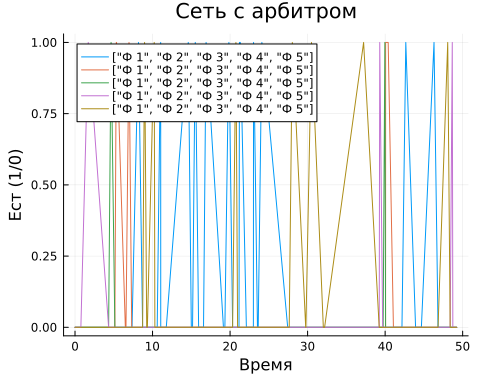 Сеть с арбитром
Ест (1/0)
1.00
0.75
0.50
0.25
0.00
["Ф 1", "Ф 2", "Ф 3", "Ф 4", "Ф 5"]
["Ф 1", "Ф 2", "Ф 3", "Ф 4", "Ф 5"]
["Ф 1", "Ф 2", "Ф 3", "Ф 4", "Ф 5"]
["Ф 1", "Ф 2", "Ф 3", "Ф 4", "Ф 5"]
["Ф 1", "Ф 2", "Ф 3", "Ф 4", "Ф 5"]
0 10 20 30 40 50
Время